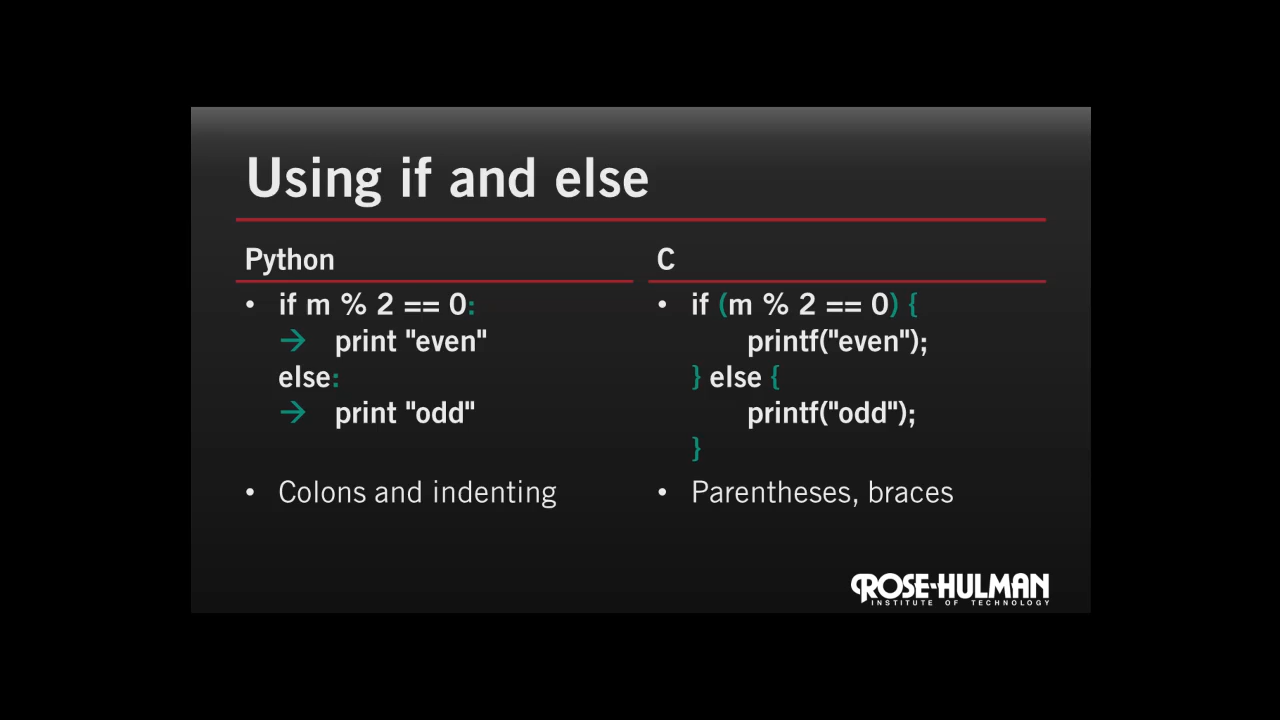 Using if and else
Python
• if m % 2 == 0:
→ print "even"
else:
→ print "odd"
• Colons and indenting
C
• if (m % 2 == 0) {
printf("even");
} else {
printf("odd");
}
• Parentheses, braces
ROSE-HULMAN
INSTITUTE OF TECHNOLOGY